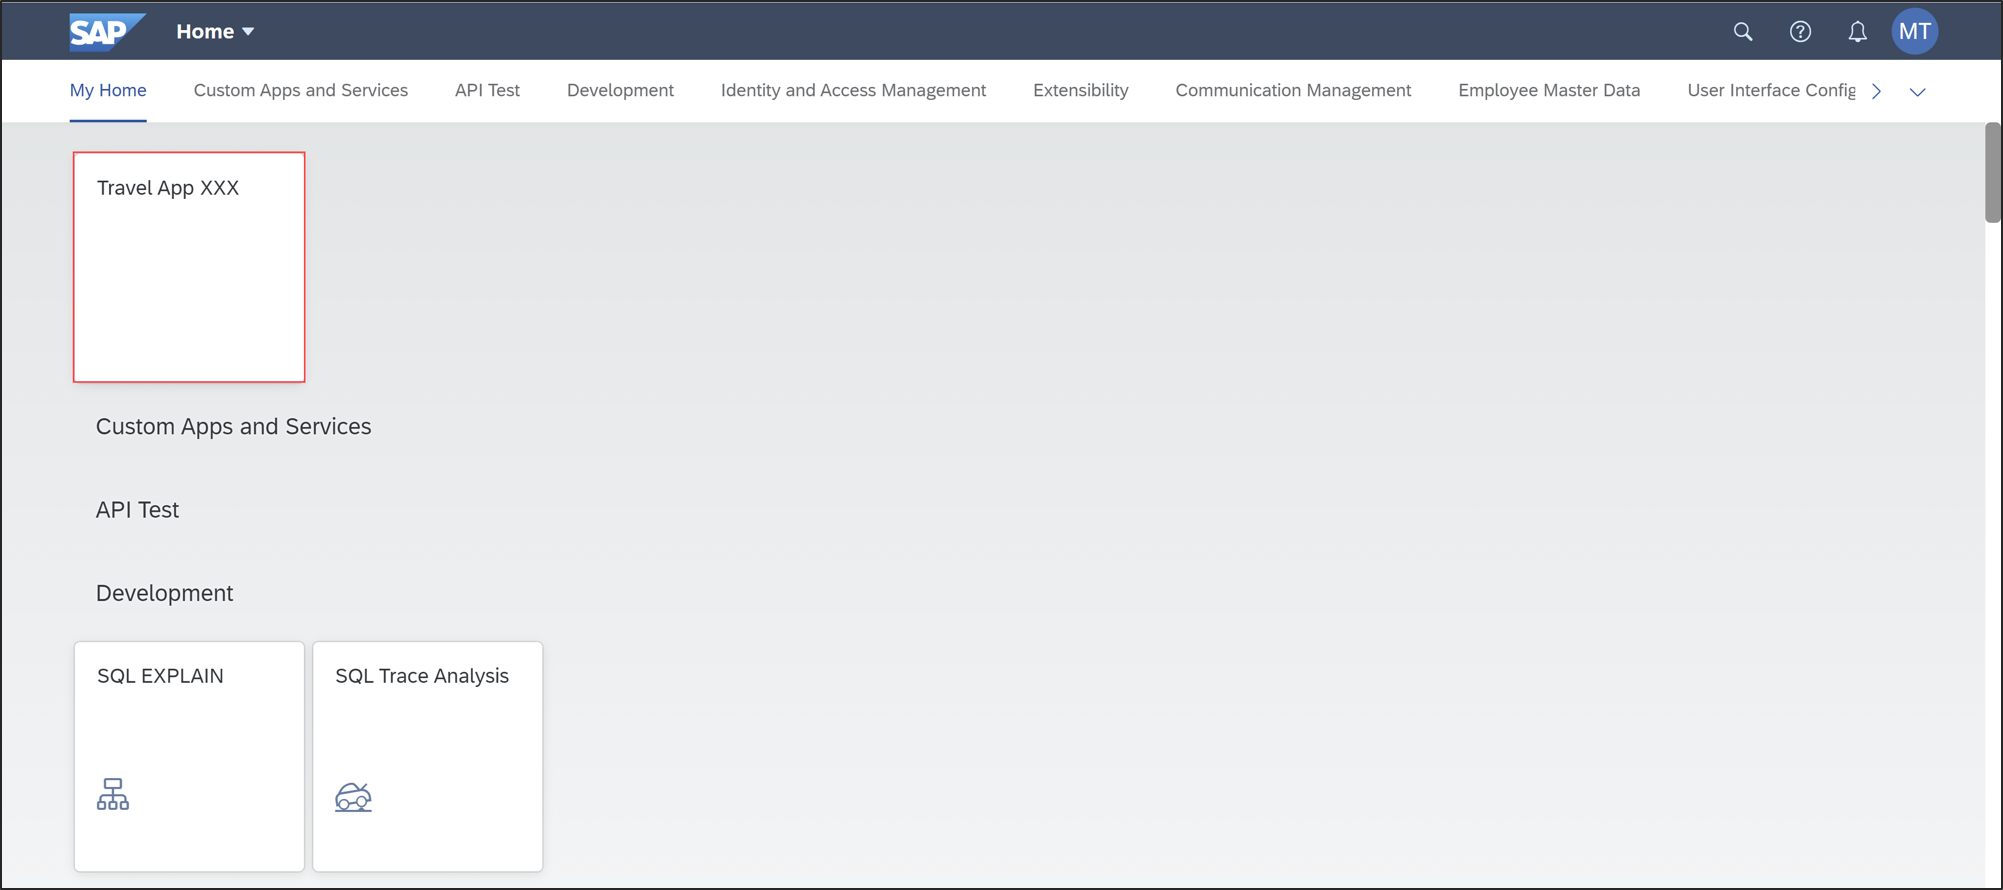 SAP Home
MT
My Home Custom Apps and Services API Test Development Identity and Access Management Extensibility Communication Management Employee Master Data User Interface Config
Travel App XXX
Custom Apps and Services
API Test
Development
SQL EXPLAIN
SQL Trace Analysis